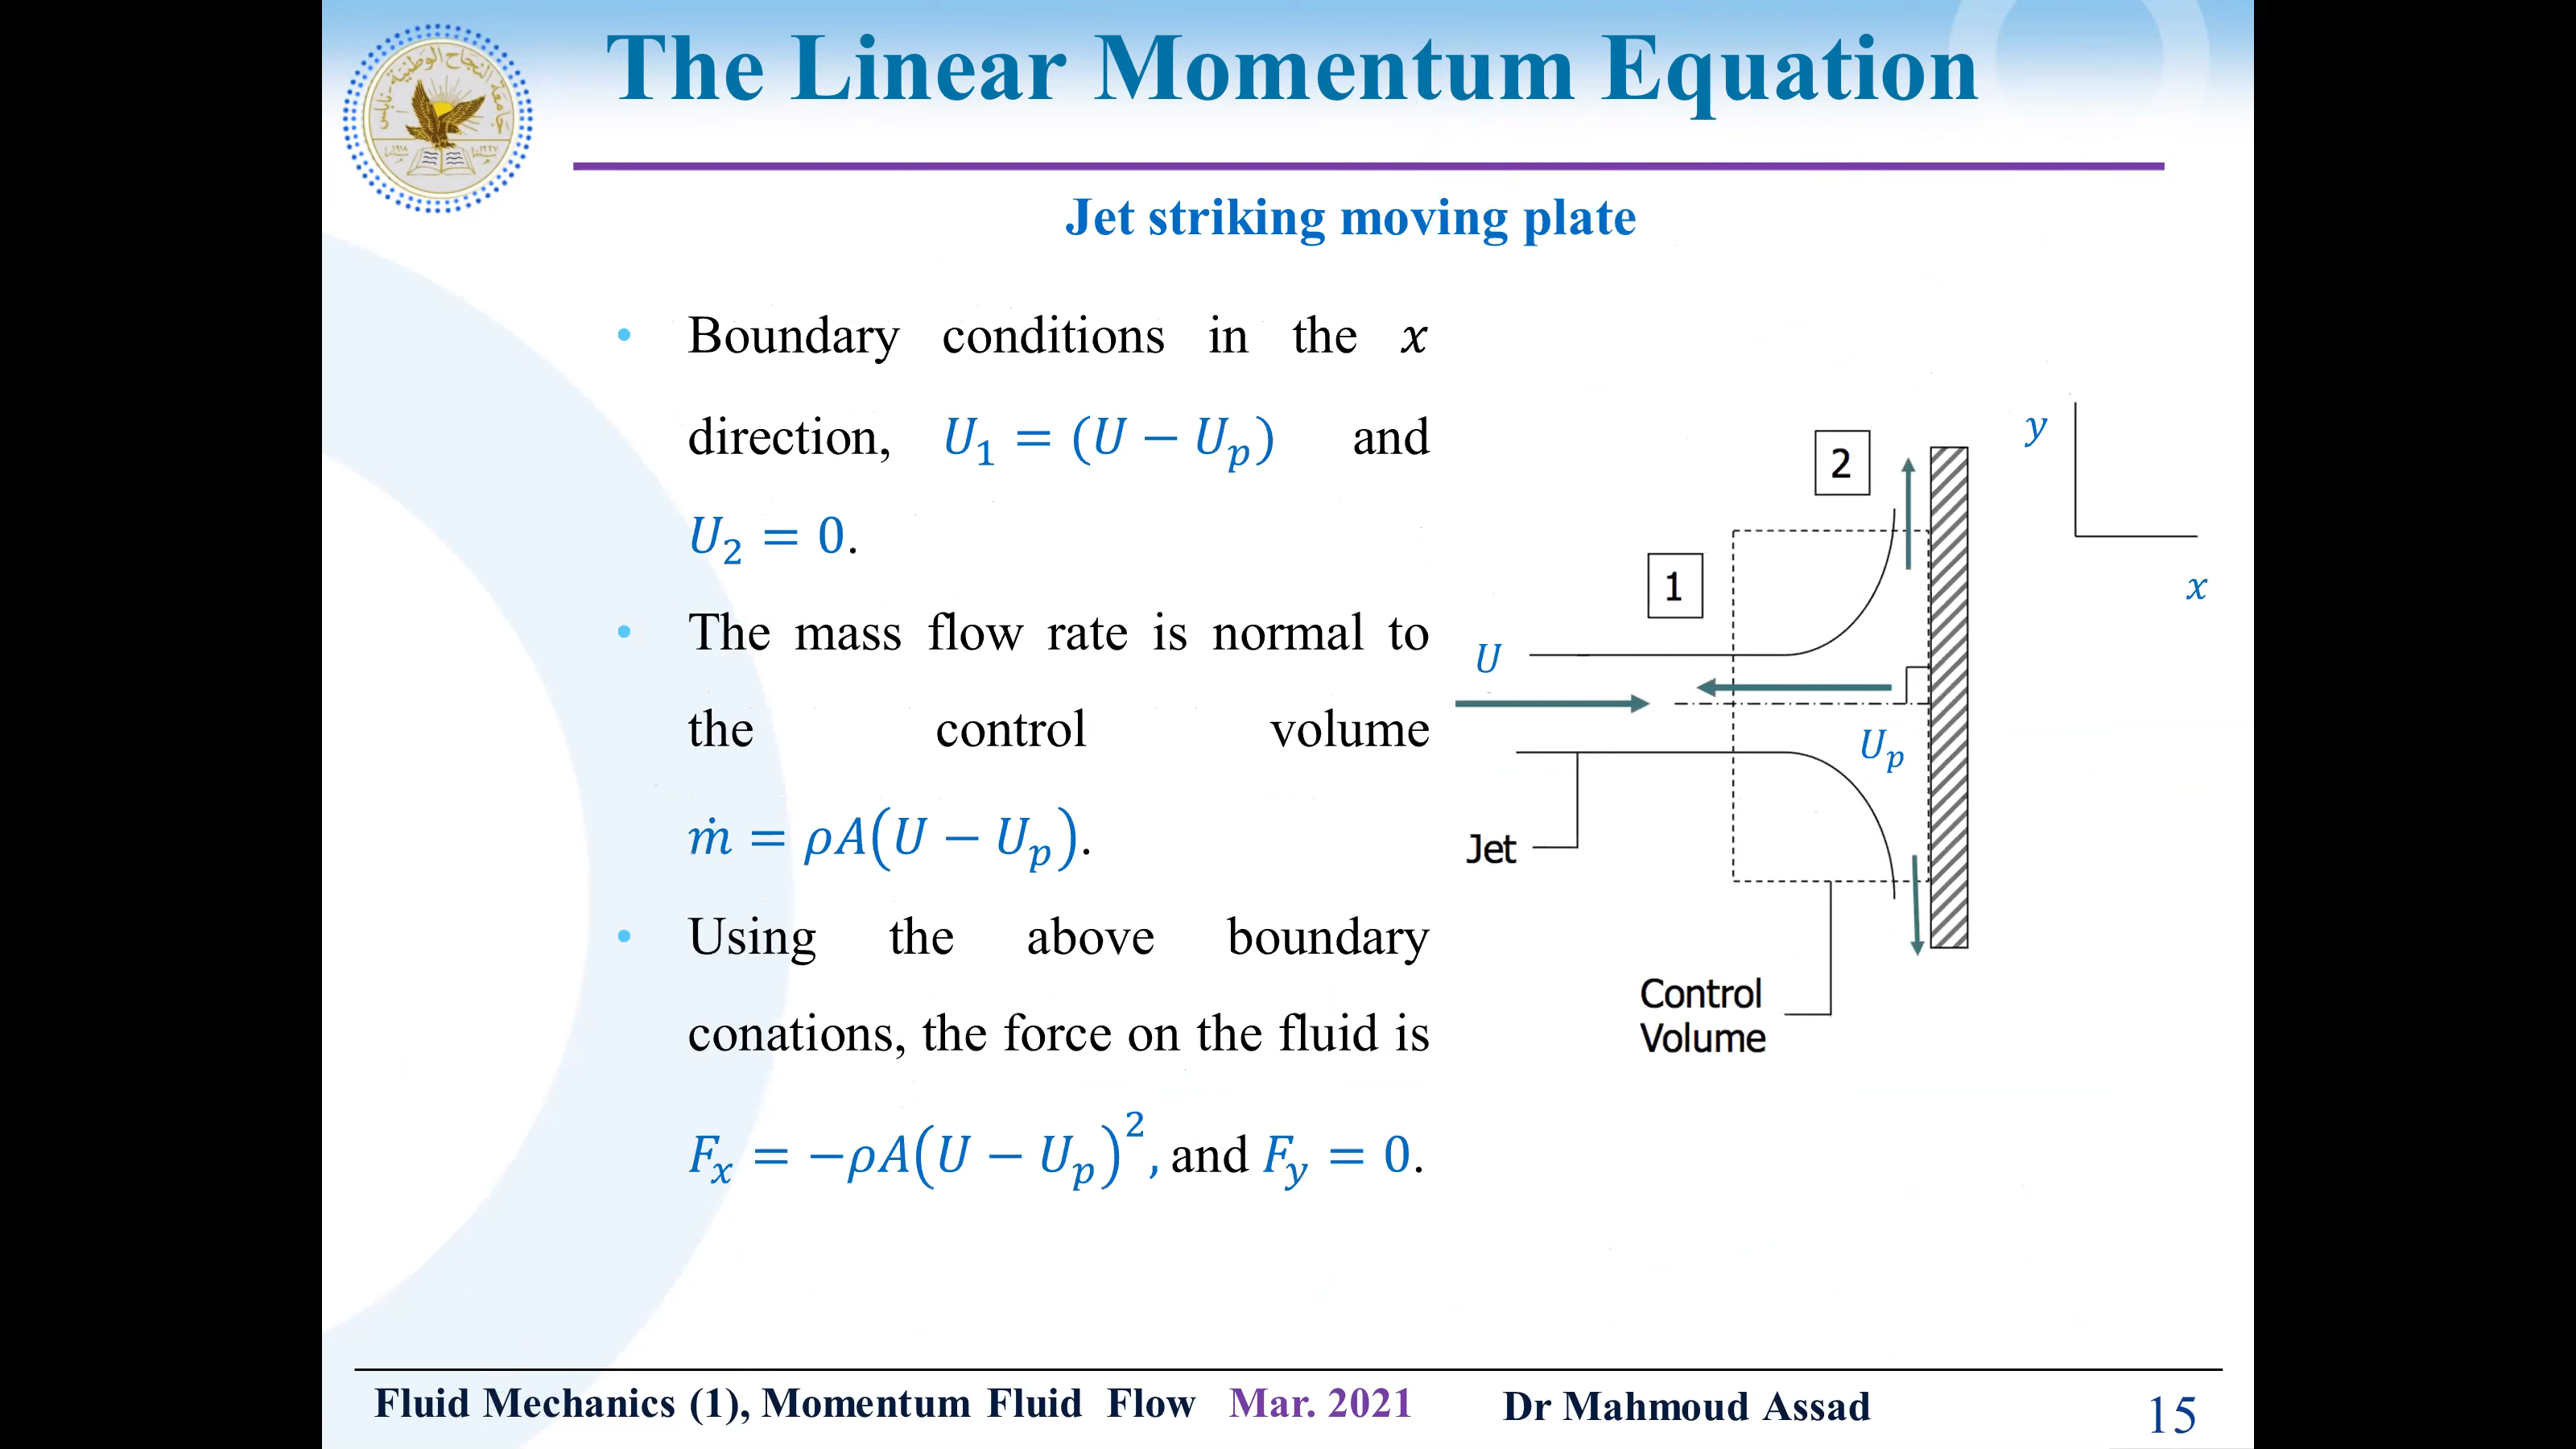 The Linear Momentum Equation
Jet striking moving plate
• Boundary conditions in the x
direction, U₁ = (U − Uₚ) and
U₂ = 0.
• The mass flow rate is normal to
the control volume
ṁ = ρA(U − Uₚ).
• Using the above boundary
conations, the force on the fluid is
Fₓ = −ρA(U − Uₚ)², and F_y = 0.
y
x
2
1
U
Uₚ
Jet
Control
Volume
Fluid Mechanics (1), Momentum Fluid Flow Mar. 2021 Dr Mahmoud Assad 15